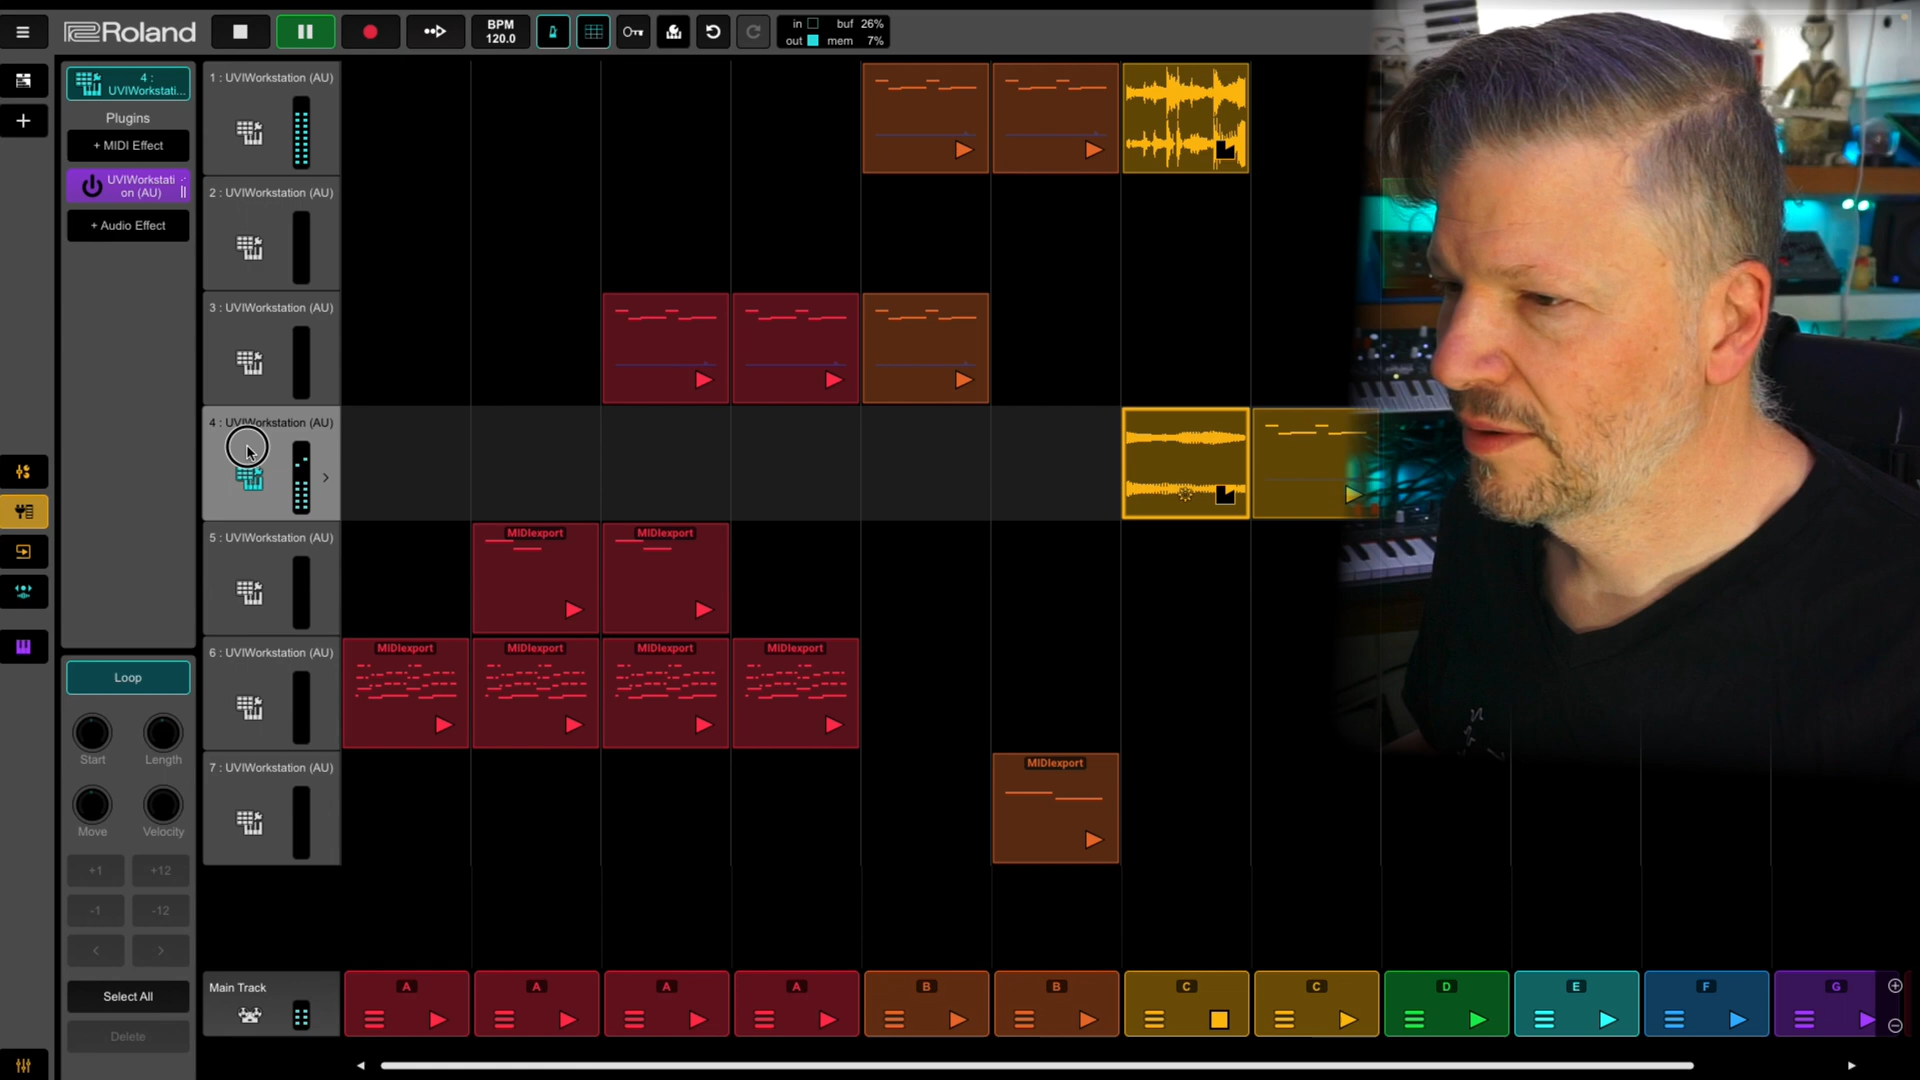 Roland
BPM
120.0
in
buf 26%
out
mem 7%
4 :
UVIWorkstati...
Plugins
+ MIDI Effect
UVIWorkstati
on (AU)
+ Audio Effect
1 : UVIWorkstation (AU)
2 : UVIWorkstation (AU)
3 : UVIWorkstation (AU)
4 : UVIWorkstation (AU)
5 : UVIWorkstation (AU)
MIDIexport
MIDIexport
6 : UVIWorkstation (AU)
MIDIexport
MIDIexport
MIDIexport
MIDIexport
7 : UVIWorkstation (AU)
MIDIexport
Loop
Start
Length
Move
Velocity
+1
+12
-1
-12
<
>
Select All
Delete
Main Track
A
A
A
A
B
B
C
C
D
E
F
G